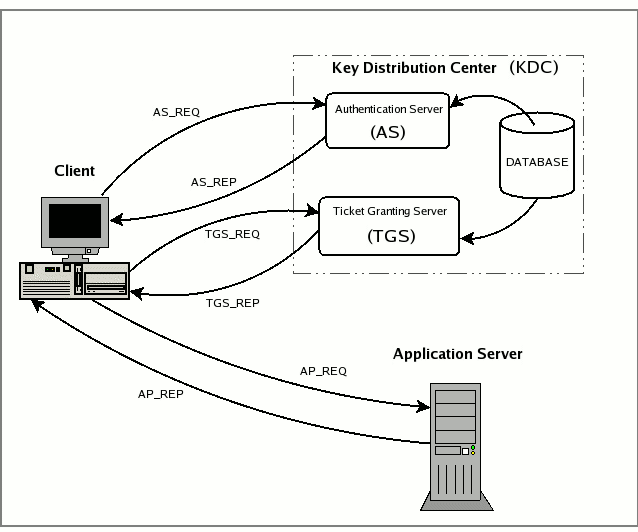 Key Distribution Center (KDC)
Authentication Server
(AS)
AS_REQ
DATABASE
Client
AS_REP
Ticket Granting Server
(TGS)
TGS_REQ
TGS_REP
Application Server
AP_REQ
AP_REP